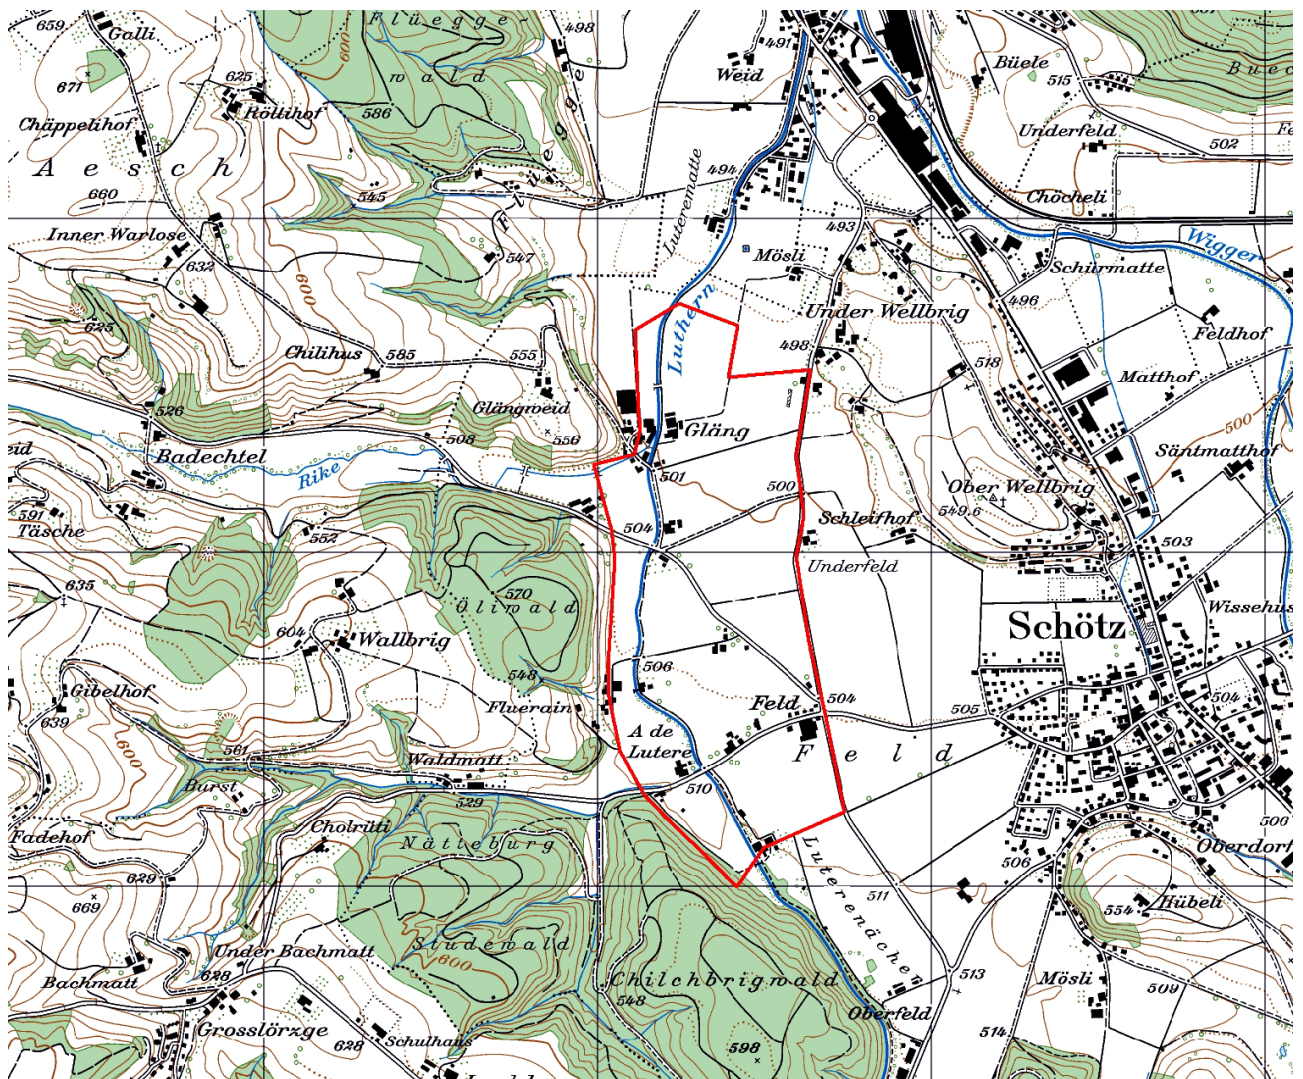 659
Galli
Flüegge-
600
wald
498
Flüegge
491
Weid
Büele
515
671
625
Röllihof
586
Chäppelihof
Underfeld
502
Aesch
660
545
494
Luterematte
Chöcheli
493
Wigger
Inner Warlose
632
547
Mösli
Schürmatte
600
496
Luthern
Under Wellbrig
Feldhof
625
Chilihus
585
555
498
518
Matthof
526
Glängweid
556
508
Gläng
500
Badechtel
Rike
501
Säntmatthof
500
Ober Wellbrig
549.6
591
Täsche
552
504
Schleifhof
503
Underfeld
635
570
Öliwald
Schötz
Wissehus
604
Wallbrig
506
548
Gibelhof
639
Fluerain
504
505
504
Feld
A de
Lutere
Feld
600
561
Waldmatt
529
Burst
510
Fadehof
Cholrüti
Nätteburg
506
Oberdorf
506
629
669
Luterenächen
511
554
Hübeli
Studewald
600
Under Bachmatt
Bachmatt
628
Chilchbrigwald
513
Mösli
509
548
Oberfeld
Grosslörzge
628
Schulhaus
598
514